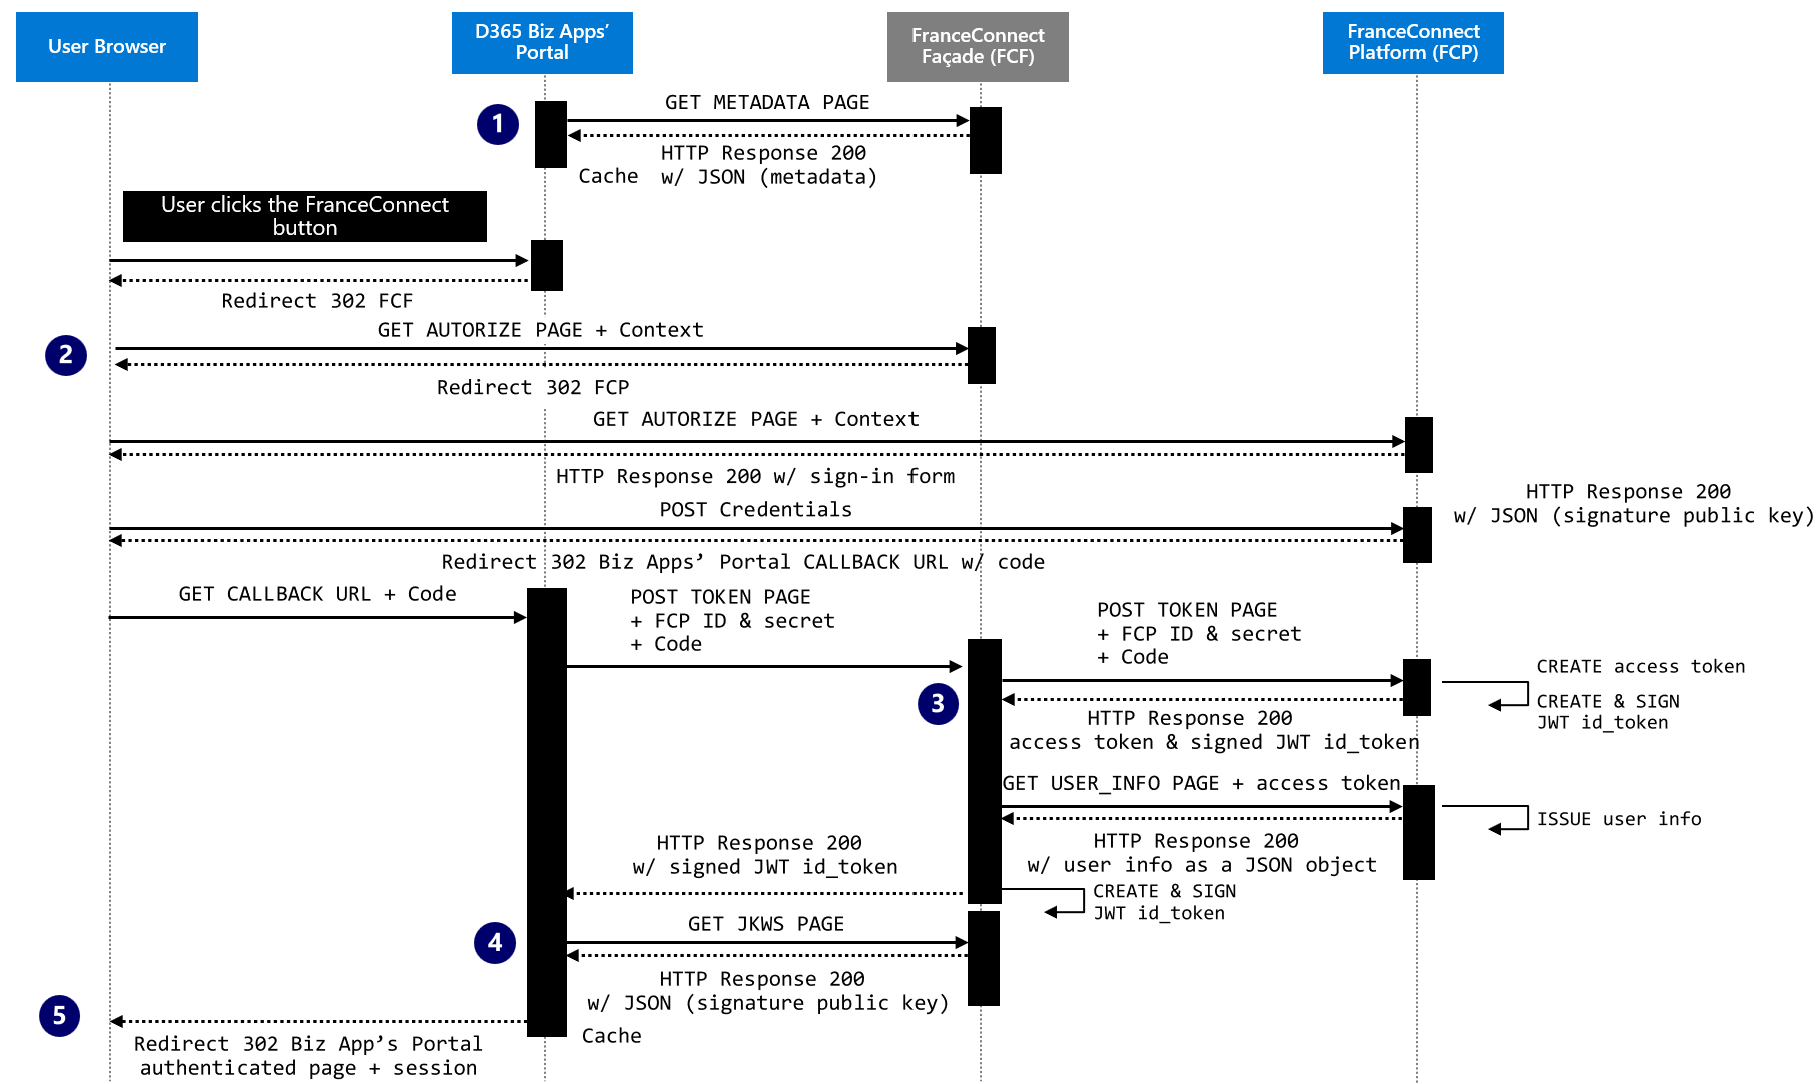 User Browser
D365 Biz Apps’
Portal
FranceConnect
Façade (FCF)
FranceConnect
Platform (FCP)
1
GET METADATA PAGE
HTTP Response 200
w/ JSON (metadata)
Cache
User clicks the FranceConnect
button
Redirect 302 FCF
GET AUTORIZE PAGE + Context
2
Redirect 302 FCP
GET AUTORIZE PAGE + Context
HTTP Response 200 w/ sign-in form
HTTP Response 200
w/ JSON (signature public key)
POST Credentials
Redirect 302 Biz Apps’ Portal CALLBACK URL w/ code
GET CALLBACK URL + Code
POST TOKEN PAGE
+ FCP ID & secret
+ Code
POST TOKEN PAGE
+ FCP ID & secret
+ Code
3
CREATE access token
CREATE & SIGN
JWT id_token
HTTP Response 200
access token & signed JWT id_token
GET USER_INFO PAGE + access token
ISSUE user info
HTTP Response 200
w/ signed JWT id_token
HTTP Response 200
w/ user info as a JSON object
CREATE & SIGN
JWT id_token
4
GET JKWS PAGE
HTTP Response 200
w/ JSON (signature public key)
5
Cache
Redirect 302 Biz App’s Portal
authenticated page + session